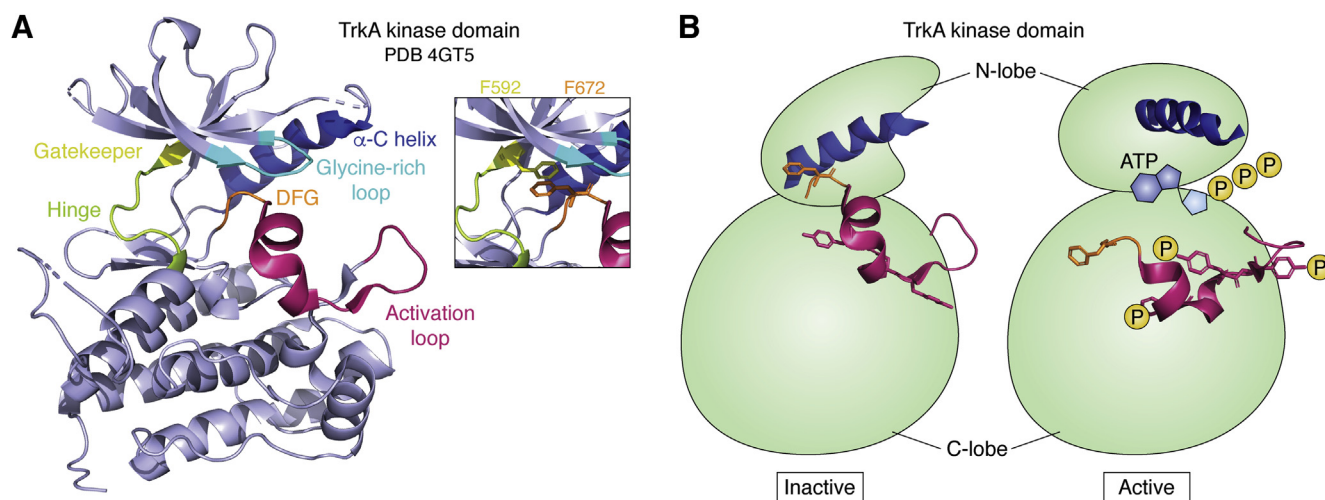 A
TrkA kinase domain
PDB 4GT5
F592
F672
α-C helix
Gatekeeper
Glycine-rich
loop
Hinge
DFG
Activation
loop
B
TrkA kinase domain
N-lobe
ATP
P
P
P
P
P
P
C-lobe
Inactive
Active